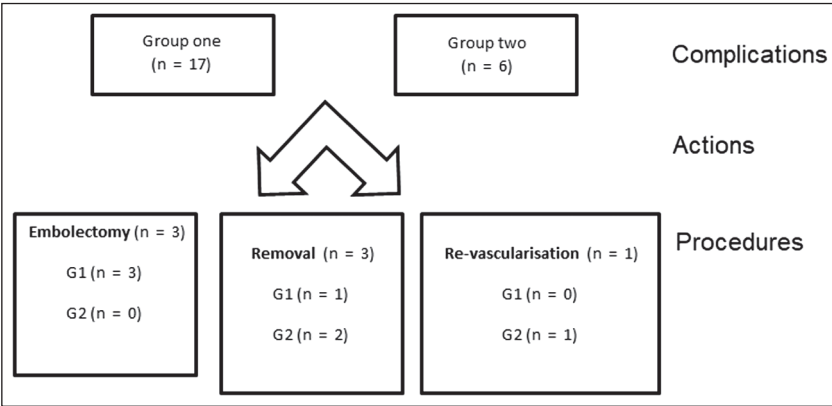 Group one
(n = 17)
Group two
(n = 6)
Complications
Actions
Procedures
Embolectomy (n = 3)
G1 (n = 3)
G2 (n = 0)
Removal (n = 3)
G1 (n = 1)
G2 (n = 2)
Re-vascularisation (n = 1)
G1 (n = 0)
G2 (n = 1)